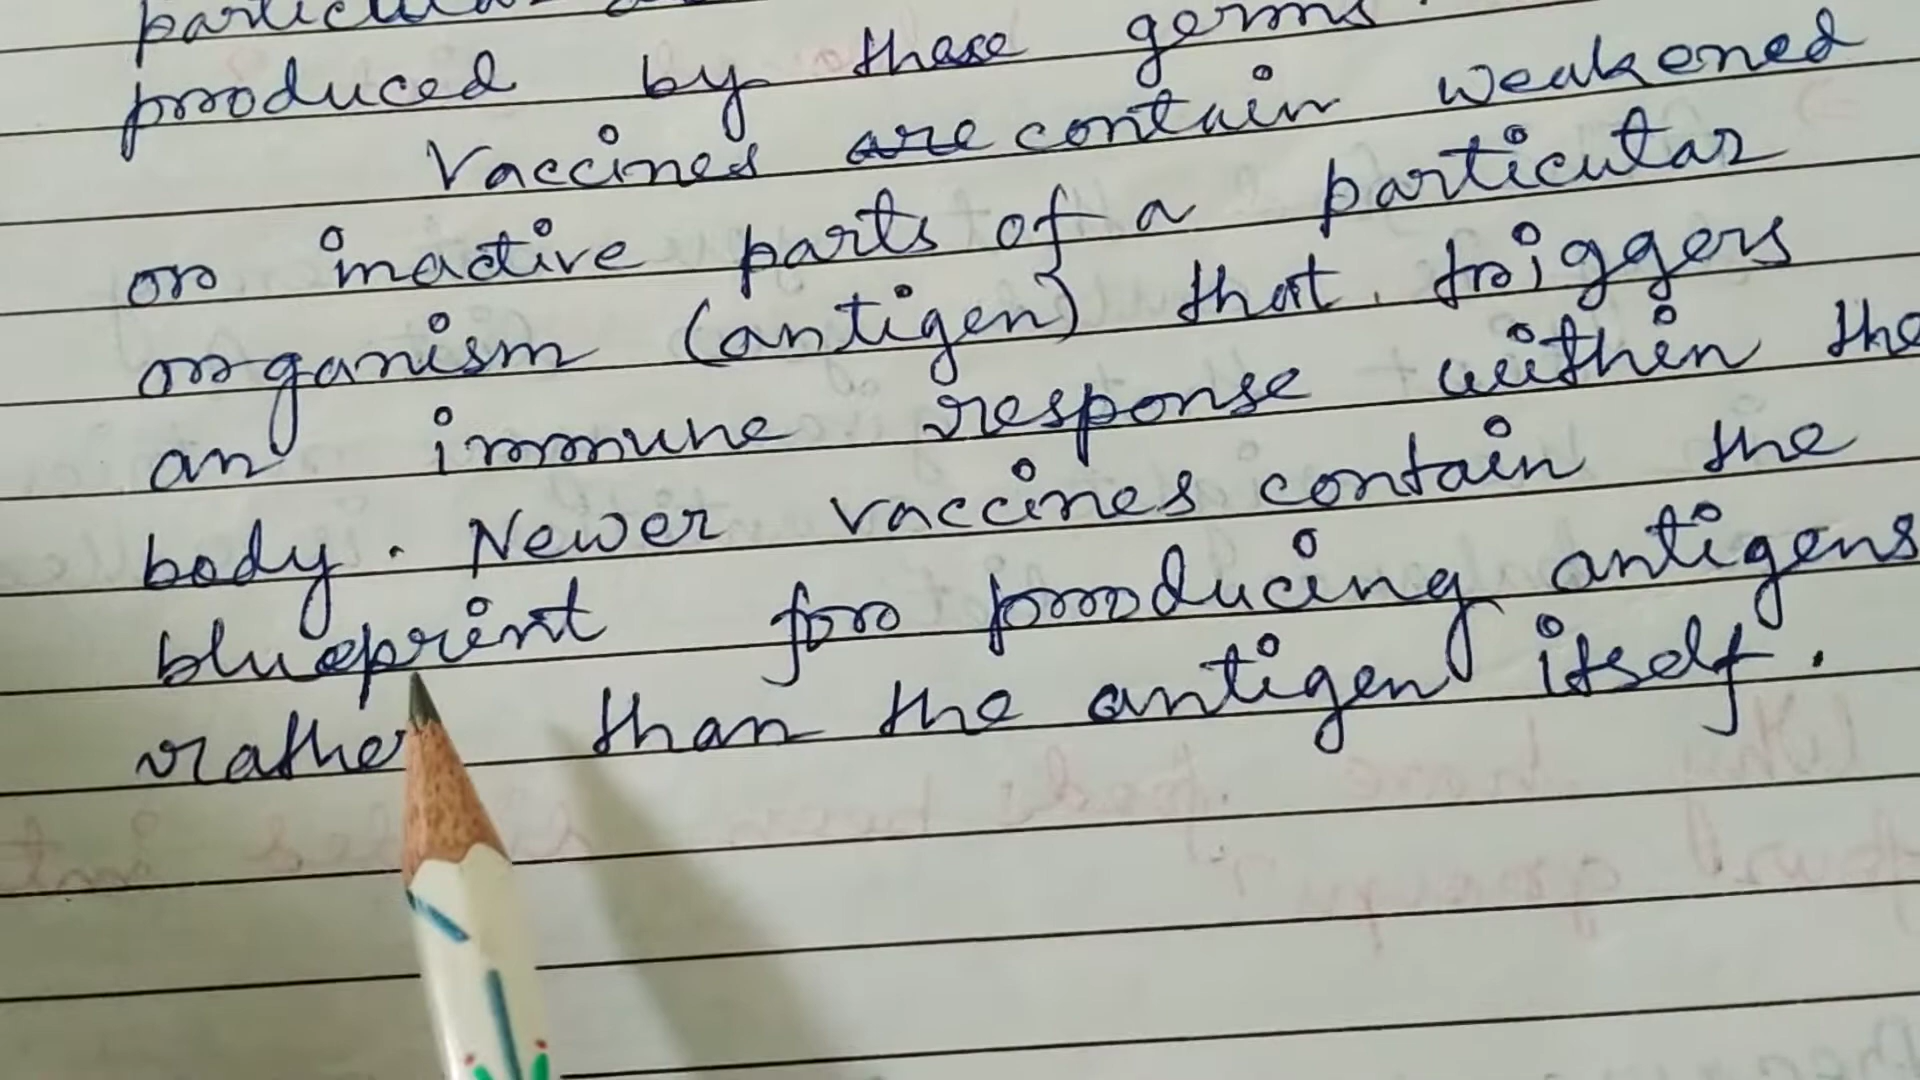 produced by these germs.
Vaccines are contain weakened
or inactive parts of a particular
organism (antigen) that triggers
an immune response within the
body. Newer vaccines contain the
blueprint for producing antigens
rather than the antigen itself.